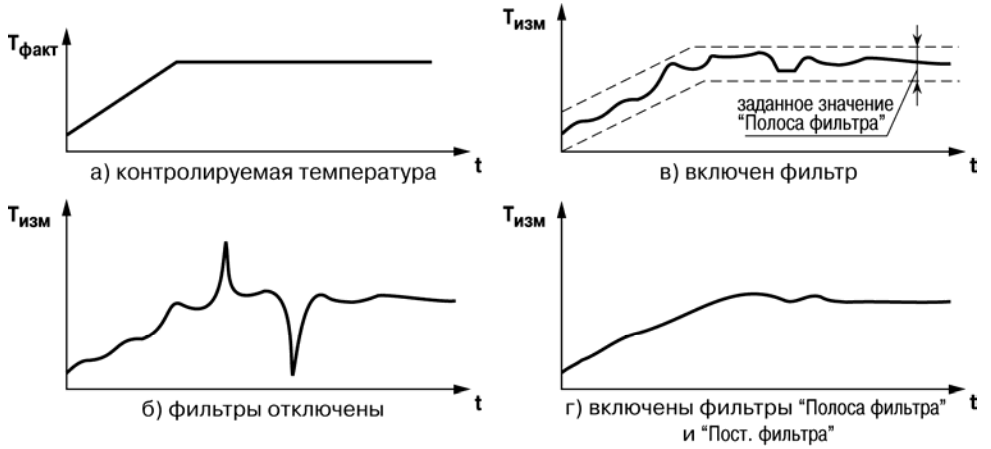 Tфакт
t
а) контролируемая температура
Tизм
заданное значение
“Полоса фильтра”
t
в) включен фильтр
Tизм
t
б) фильтры отключены
Tизм
t
г) включены фильтры “Полоса фильтра”
и “Пост. фильтра”